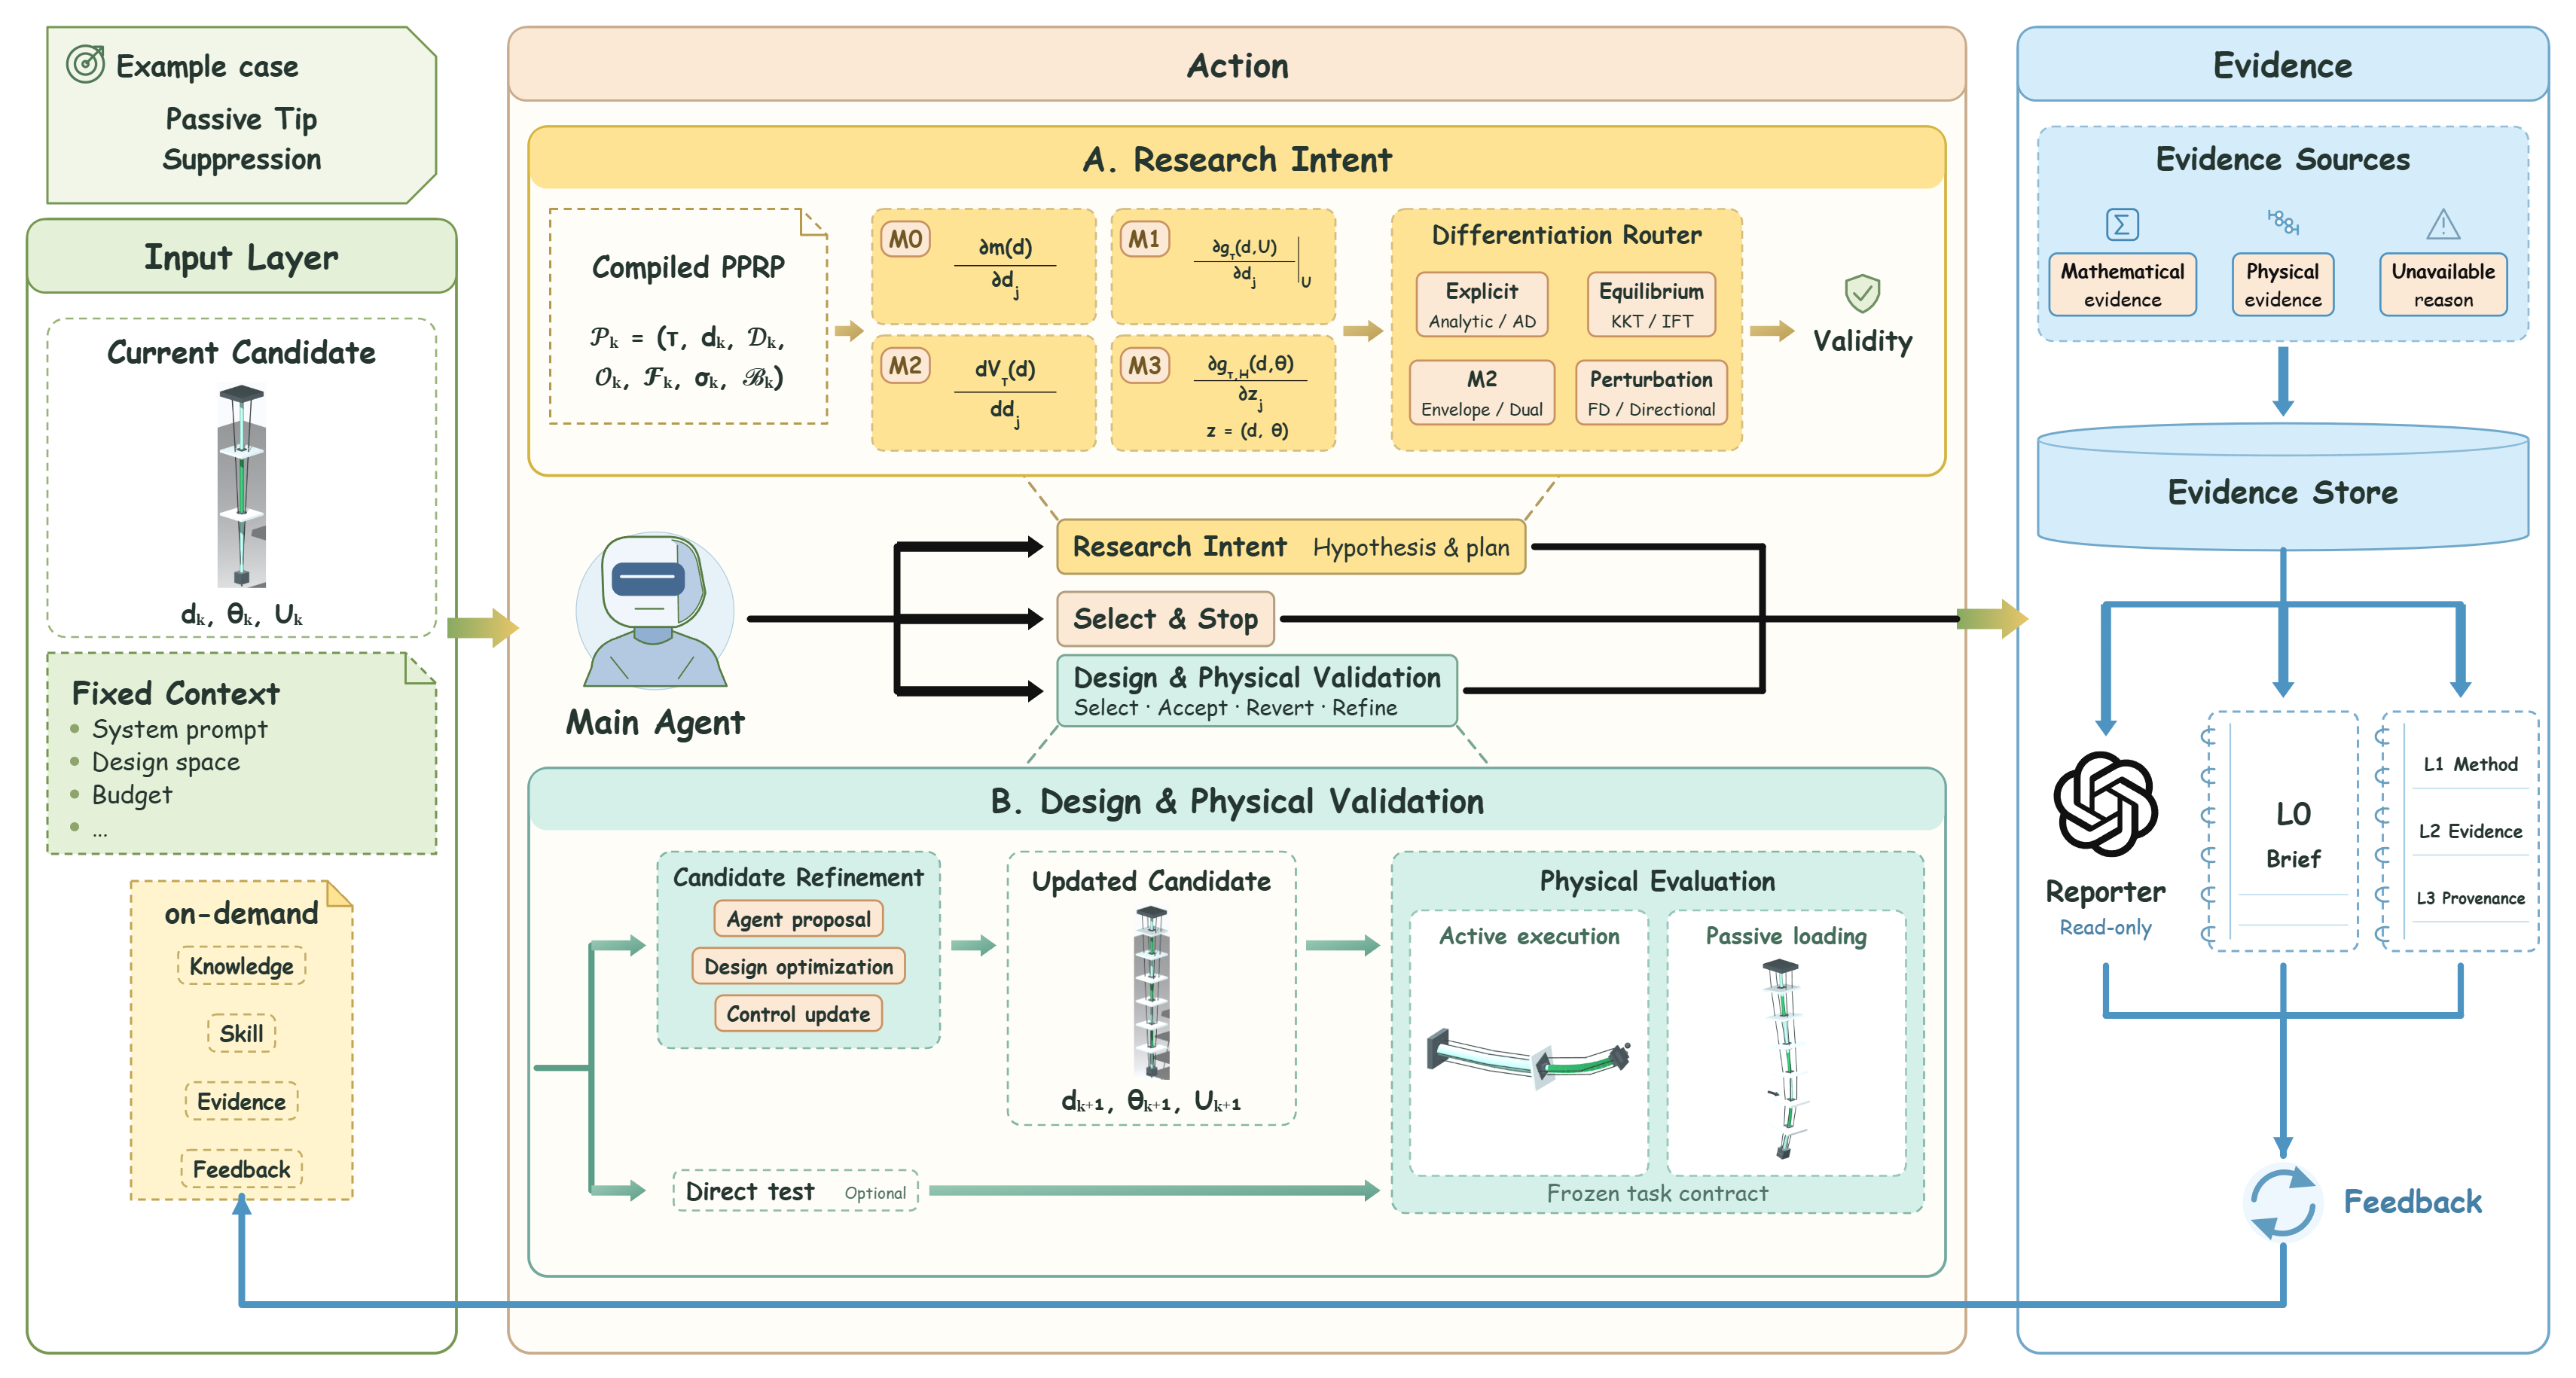 Example case
Passive Tip
Suppression
Input Layer
Current Candidate
dₖ, θₖ, Uₖ
Fixed Context
• System prompt
• Design space
• Budget
• ...
on-demand
Knowledge
Skill
Evidence
Feedback
Action
A. Research Intent
Compiled PPRP
𝒫ₖ = (τ, dₖ, 𝒟ₖ,
𝒪ₖ, ℱₖ, σₖ, ℬₖ)
M0
∂m(d)
∂dⱼ
M1
∂g_τ(d,U)
∂dⱼ |_U
M2
dV_τ(d)
ddⱼ
M3
∂g_τ,H(d,θ)
∂zⱼ
z = (d, θ)
Differentiation Router
Explicit
Analytic / AD
Equilibrium
KKT / IFT
M2
Envelope / Dual
Perturbation
FD / Directional
Validity
Main Agent
Research Intent Hypothesis & plan
Select & Stop
Design & Physical Validation
Select · Accept · Revert · Refine
B. Design & Physical Validation
Candidate Refinement
Agent proposal
Design optimization
Control update
Updated Candidate
dₖ₊₁, θₖ₊₁, Uₖ₊₁
Direct test Optional
Physical Evaluation
Active execution
Passive loading
Frozen task contract
Evidence
Evidence Sources
Σ
Mathematical
evidence
Physical
evidence
Unavailable
reason
Evidence Store
Reporter
Read-only
L0
Brief
L1 Method
L2 Evidence
L3 Provenance
Feedback